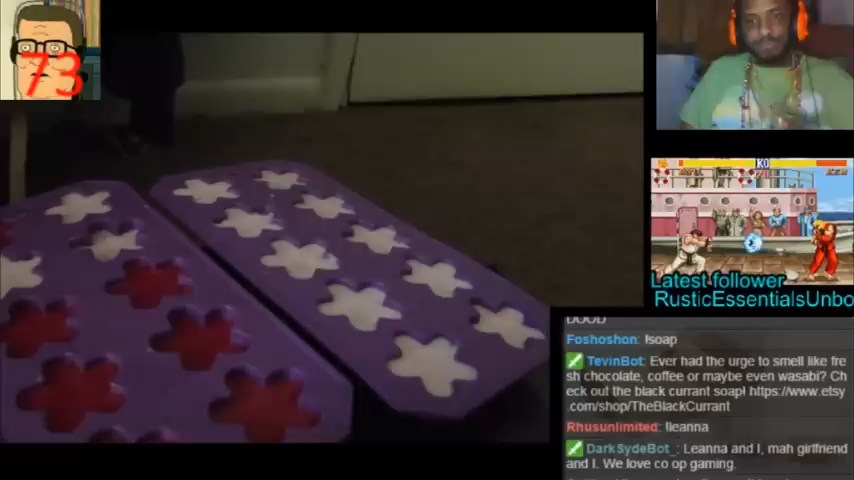 73
KO
Latest follower
RusticEssentialsUnbo
DOOD
Foshoshon: !soap
TevinBot: Ever had the urge to smell like fre
sh chocolate, coffee or maybe even wasabi? Ch
eck out the black currant soap! https://www.etsy
.com/shop/TheBlackCurrant
Rhusunlimited: !leanna
DarkSydeBot_: Leanna and I, mah girlfriend
and I. We love co op gaming.